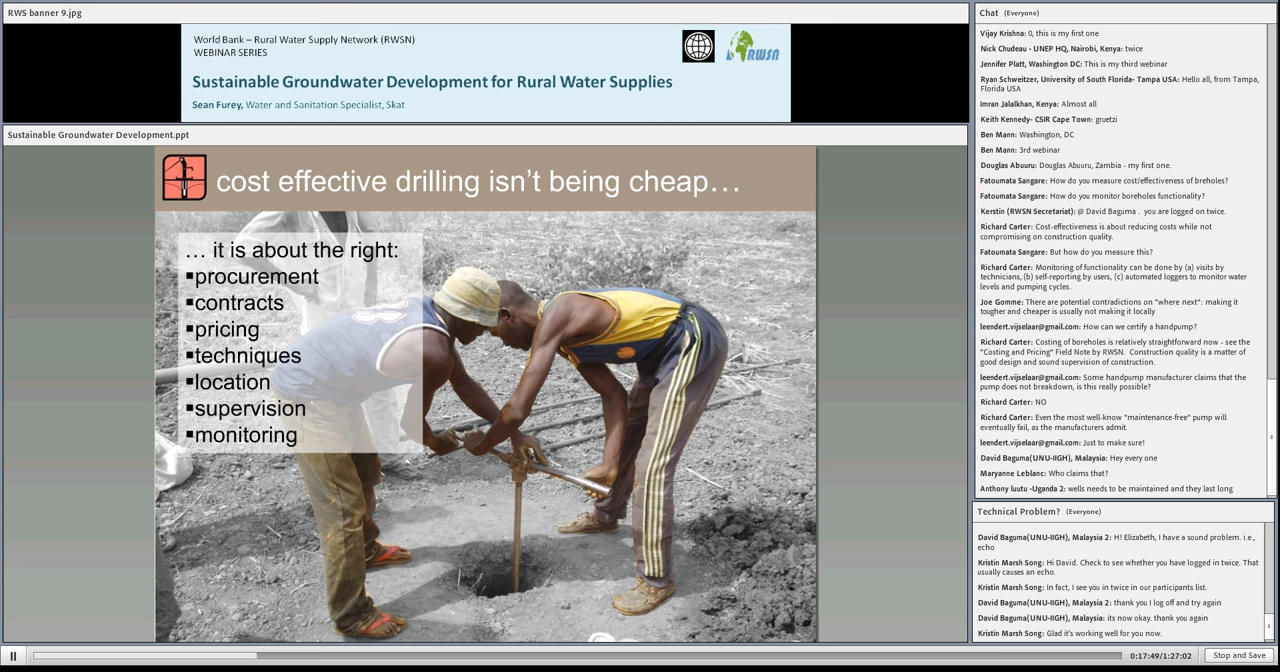 RWS banner 9.jpg
World Bank – Rural Water Supply Network (RWSN)
WEBINAR SERIES
RWSN
Sustainable Groundwater Development for Rural Water Supplies
Sean Furey, Water and Sanitation Specialist, Skat
Sustainable Groundwater Development.ppt
cost effective drilling isn't being cheap...
... it is about the right:
▪procurement
▪contracts
▪pricing
▪techniques
▪location
▪supervision
▪monitoring
Chat (Everyone)
Vijay Krishna: 0, this is my first one
Nick Chudeau - UNEP HQ, Nairobi, Kenya: twice
Jennifer Platt, Washington DC: This is my third webinar
Ryan Schweitzer, University of South Florida- Tampa USA: Hello all, from Tampa,
Florida USA
Imran Jalalkhan, Kenya: Almost all
Keith Kennedy- CSIR Cape Town: gruetzi
Ben Mann: Washington, DC
Ben Mann: 3rd webinar
Douglas Abuuru: Douglas Abuuru, Zambia - my first one.
Fatoumata Sangare: How do you measure cost/effectiveness of breholes?
Fatoumata Sangare: How do you monitor boreholes functionality?
Kerstin (RWSN Secretariat): @ David Baguma . you are logged on twice.
Richard Carter: Cost-effectiveness is about reducing costs while not
compromising on construction quality.
Fatoumata Sangare: But how do you measure this?
Richard Carter: Monitoring of functionality can be done by (a) visits by
technicians, (b) self-reporting by users, (c) automated loggers to monitor water
levels and pumping cycles.
Joe Gomme: There are potential contradictions on "where next": making it
tougher and cheaper is usually not making it locally
leendert.vijselaar@gmail.com: How can we certify a handpump?
Richard Carter: Costing of boreholes is relatively straightforward now - see the
"Costing and Pricing" Field Note by RWSN. Construction quality is a matter of
good design and sound supervision of construction.
leendert.vijselaar@gmail.com: Some handpump manufacturer claims that the
pump does not breakdown, is this really possible?
Richard Carter: NO
Richard Carter: Even the most well-know "maintenance-free" pump will
eventually fail, as the manufacturers admit.
leendert.vijselaar@gmail.com: Just to make sure!
David Baguma(UNU-IIGH), Malaysia: Hey every one
Maryanne Leblanc: Who claims that?
Anthony luutu -Uganda 2: wells needs to be maintained and they last long
Technical Problem? (Everyone)
David Baguma(UNU-IIGH), Malaysia 2: H! Elizabeth, I have a sound problem. i.e.,
echo
Kristin Marsh Song: Hi David. Check to see whether you have logged in twice. That
usually causes an echo.
Kristin Marsh Song: In fact, I see you in twice in our participants list.
David Baguma(UNU-IIGH), Malaysia 2: thank you I log off and try again
David Baguma(UNU-IIGH), Malaysia: its now okay. thank you again
Kristin Marsh Song: Glad it's working well for you now.
0:17:49/1:27:02
Stop and Save